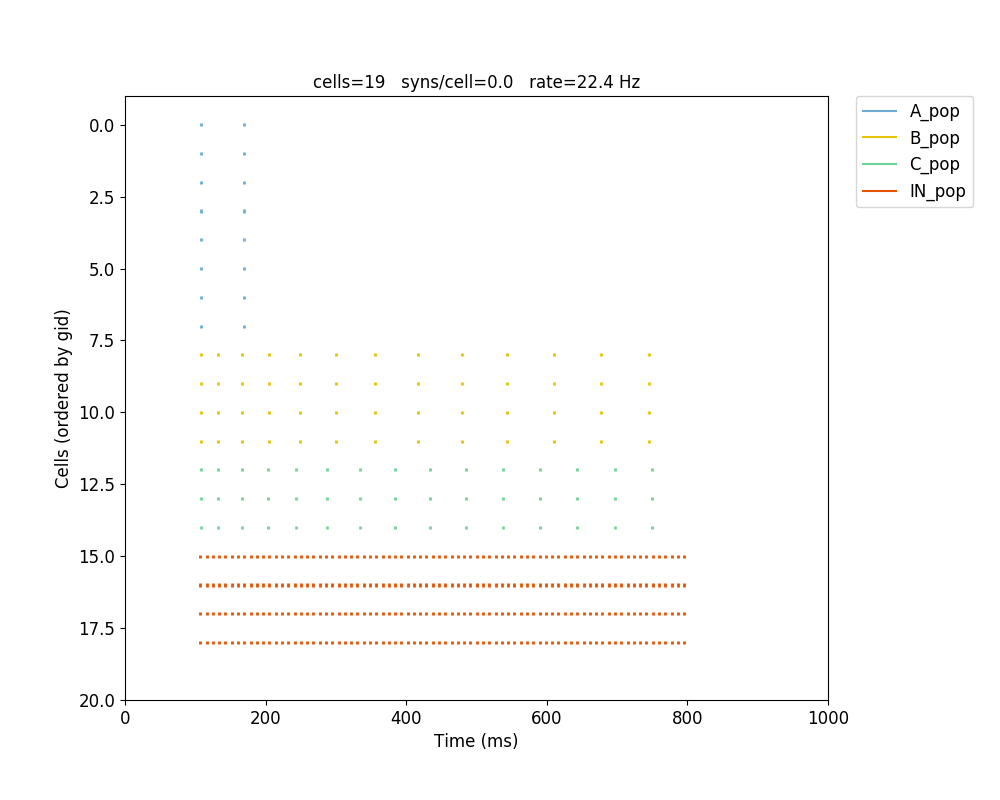 cells=19 syns/cell=0.0 rate=22.4 Hz
A_pop
B_pop
C_pop
IN_pop
Cells (ordered by gid)
0.0
2.5
5.0
7.5
10.0
12.5
15.0
17.5
20.0
0 200 400 600 800 1000
Time (ms)